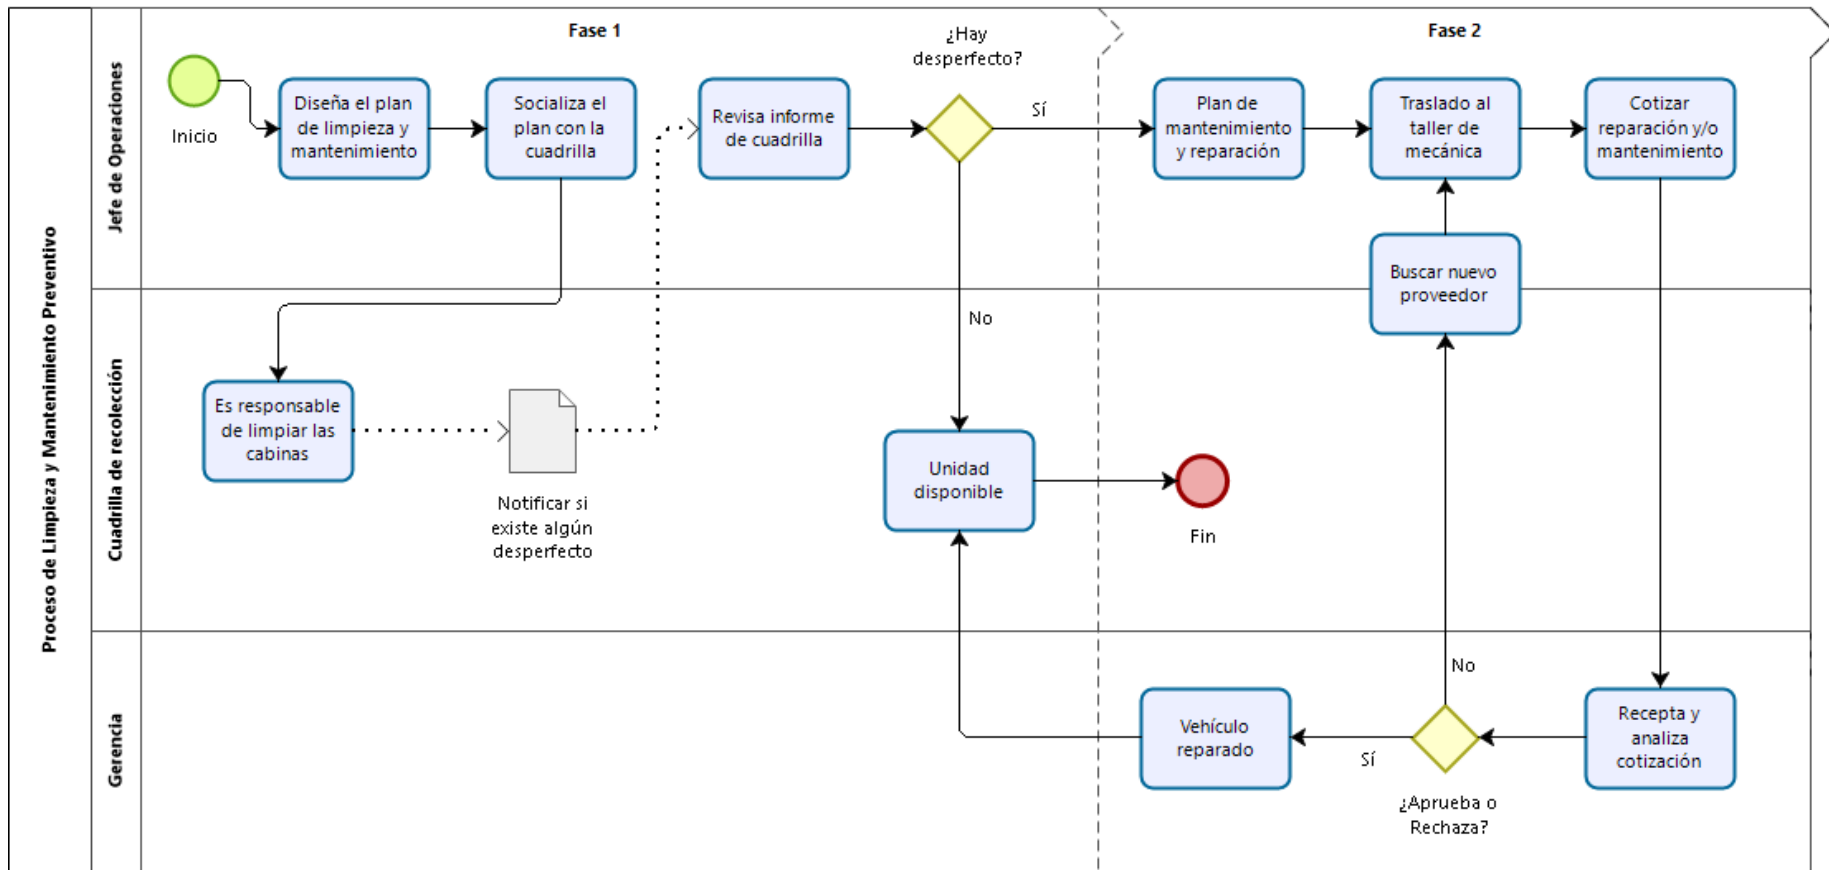 Proceso de Limpieza y Mantenimiento Preventivo
Jefe de Operaciones
Cuadrilla de recolección
Gerencia
Fase 1
Fase 2
Inicio
Diseña el plan
de limpieza y
mantenimiento
Socializa el
plan con la
cuadrilla
Revisa informe
de cuadrilla
¿Hay
desperfecto?
Sí
No
Plan de
mantenimiento
y reparación
Traslado al
taller de
mecánica
Cotizar
reparación y/o
mantenimiento
Buscar nuevo
proveedor
Es responsable
de limpiar las
cabinas
Notificar si
existe algún
desperfecto
Unidad
disponible
Fin
Vehículo
reparado
Sí
No
¿Aprueba o
Rechaza?
Recepta y
analiza
cotización